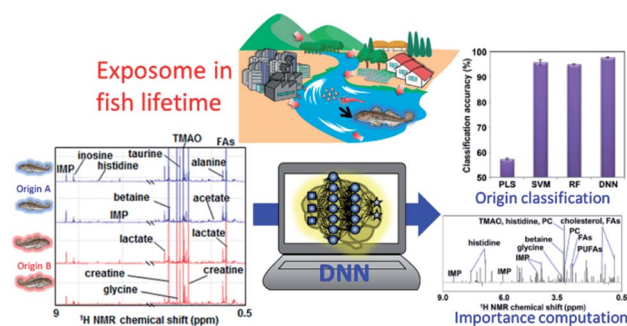 Exposome in
fish lifetime
TMAO
inosine
taurine
FAs
IMP
histidine
alanine
Origin A
betaine
acetate
IMP
lactate
lactate
Origin B
creatine
creatine
glycine
9
0.5
¹H NMR chemical shift (ppm)
DNN
Classification accuracy (%)
100
90
80
70
60
50
PLS SVM RF DNN
Origin classification
TMAO, histidine, PC
cholesterol, FAs
betaine
PC
glycine
FAs
histidine
PUFAs
IMP
IMP
IMP
9.0 6.0 3.5 0.5
¹H NMR chemical shift (ppm)
Importance computation